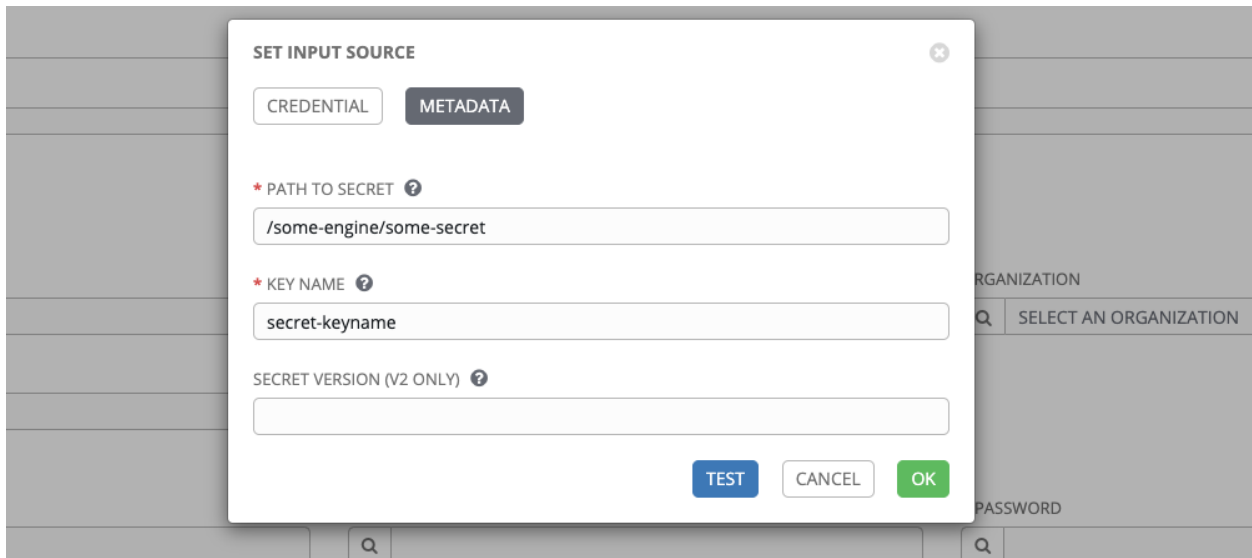 SET INPUT SOURCE
CREDENTIAL METADATA
* PATH TO SECRET ?
/some-engine/some-secret
* KEY NAME ?
secret-keyname
SECRET VERSION (V2 ONLY) ?
TEST CANCEL OK
RGANIZATION
SELECT AN ORGANIZATION
PASSWORD